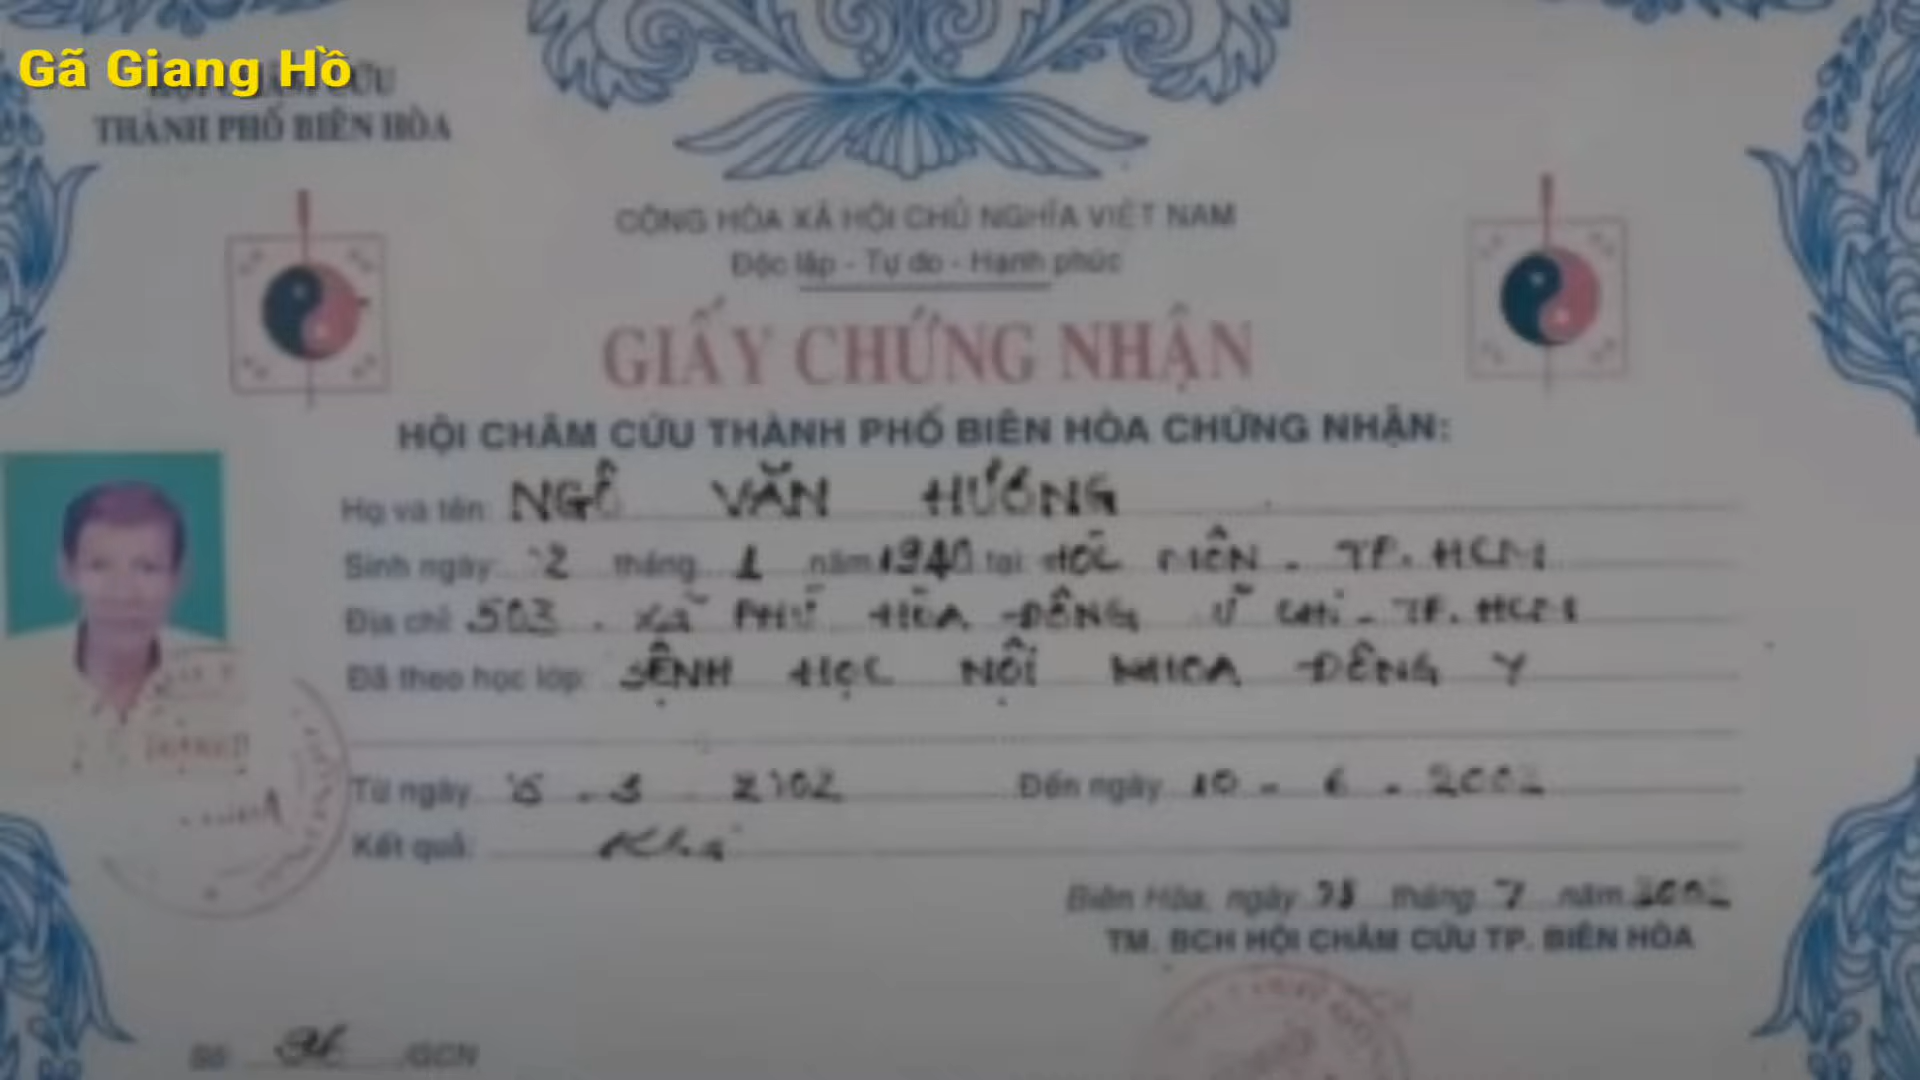 Gã Giang Hồ
THÀNH PHỐ BIÊN HÒA
CỘNG HÒA XÃ HỘI CHỦ NGHĨA VIỆT NAM
Độc lập - Tự do - Hạnh phúc
GIẤY CHỨNG NHẬN
HỘI CHÂM CỨU THÀNH PHỐ BIÊN HÒA CHỨNG NHẬN:
Họ và tên: NGÔ VĂN HƯỚNG
Sinh ngày: 12 tháng 1 năm 1940 tại HÓC MÔN - TP. HCM
Địa chỉ: 503 - XÃ PHÚ HÒA ĐÔNG CỦ CHI - TP. HCM
Đã theo học lớp: BỆNH HỌC NỘI KHOA ĐÔNG Y
Từ ngày - 3 - 2002 Đến ngày 10 - 6 - 2002
Kết quả: Khá
Biên Hòa, ngày tháng 7 năm 2002
TM. BCH HỘI CHÂM CỨU TP. BIÊN HÒA
Số: /GCN